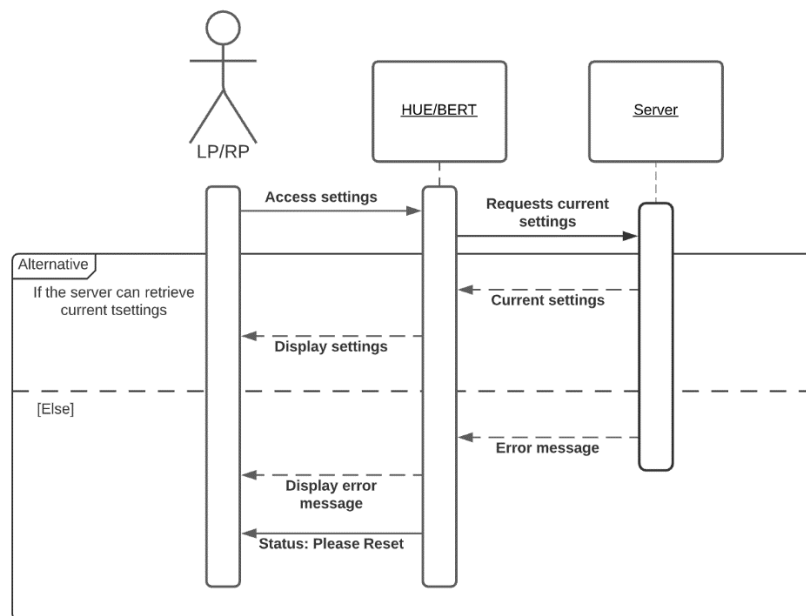 HUE/BERT
Server
LP/RP
Access settings
Requests current
settings
Alternative
If the server can retrieve
current tsettings
Current settings
Display settings
[Else]
Error message
Display error
message
Status: Please Reset